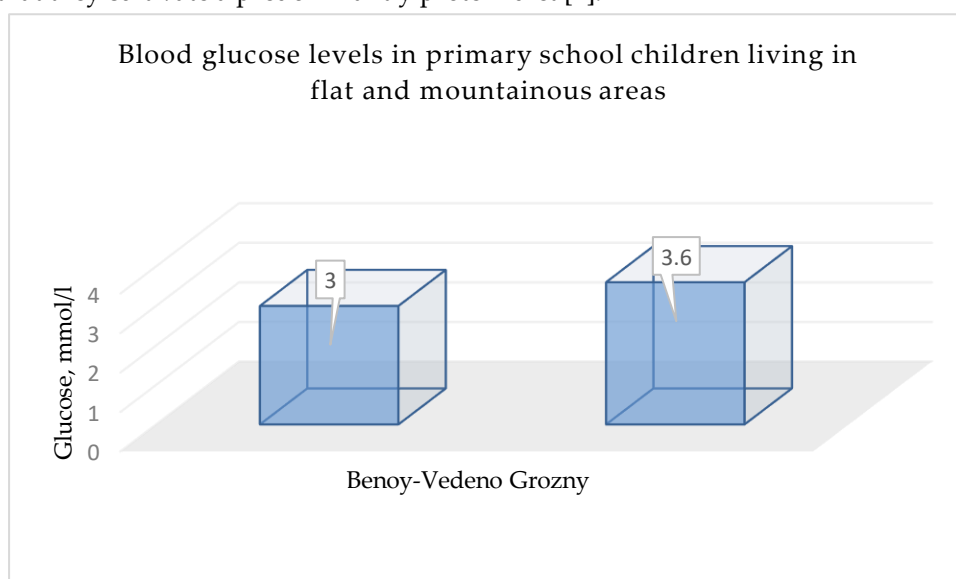 Blood glucose levels in primary school children living in
flat and mountainous areas
3
3.6
Glucose, mmol/l
4
3
2
1
0
Benoy-Vedeno Grozny